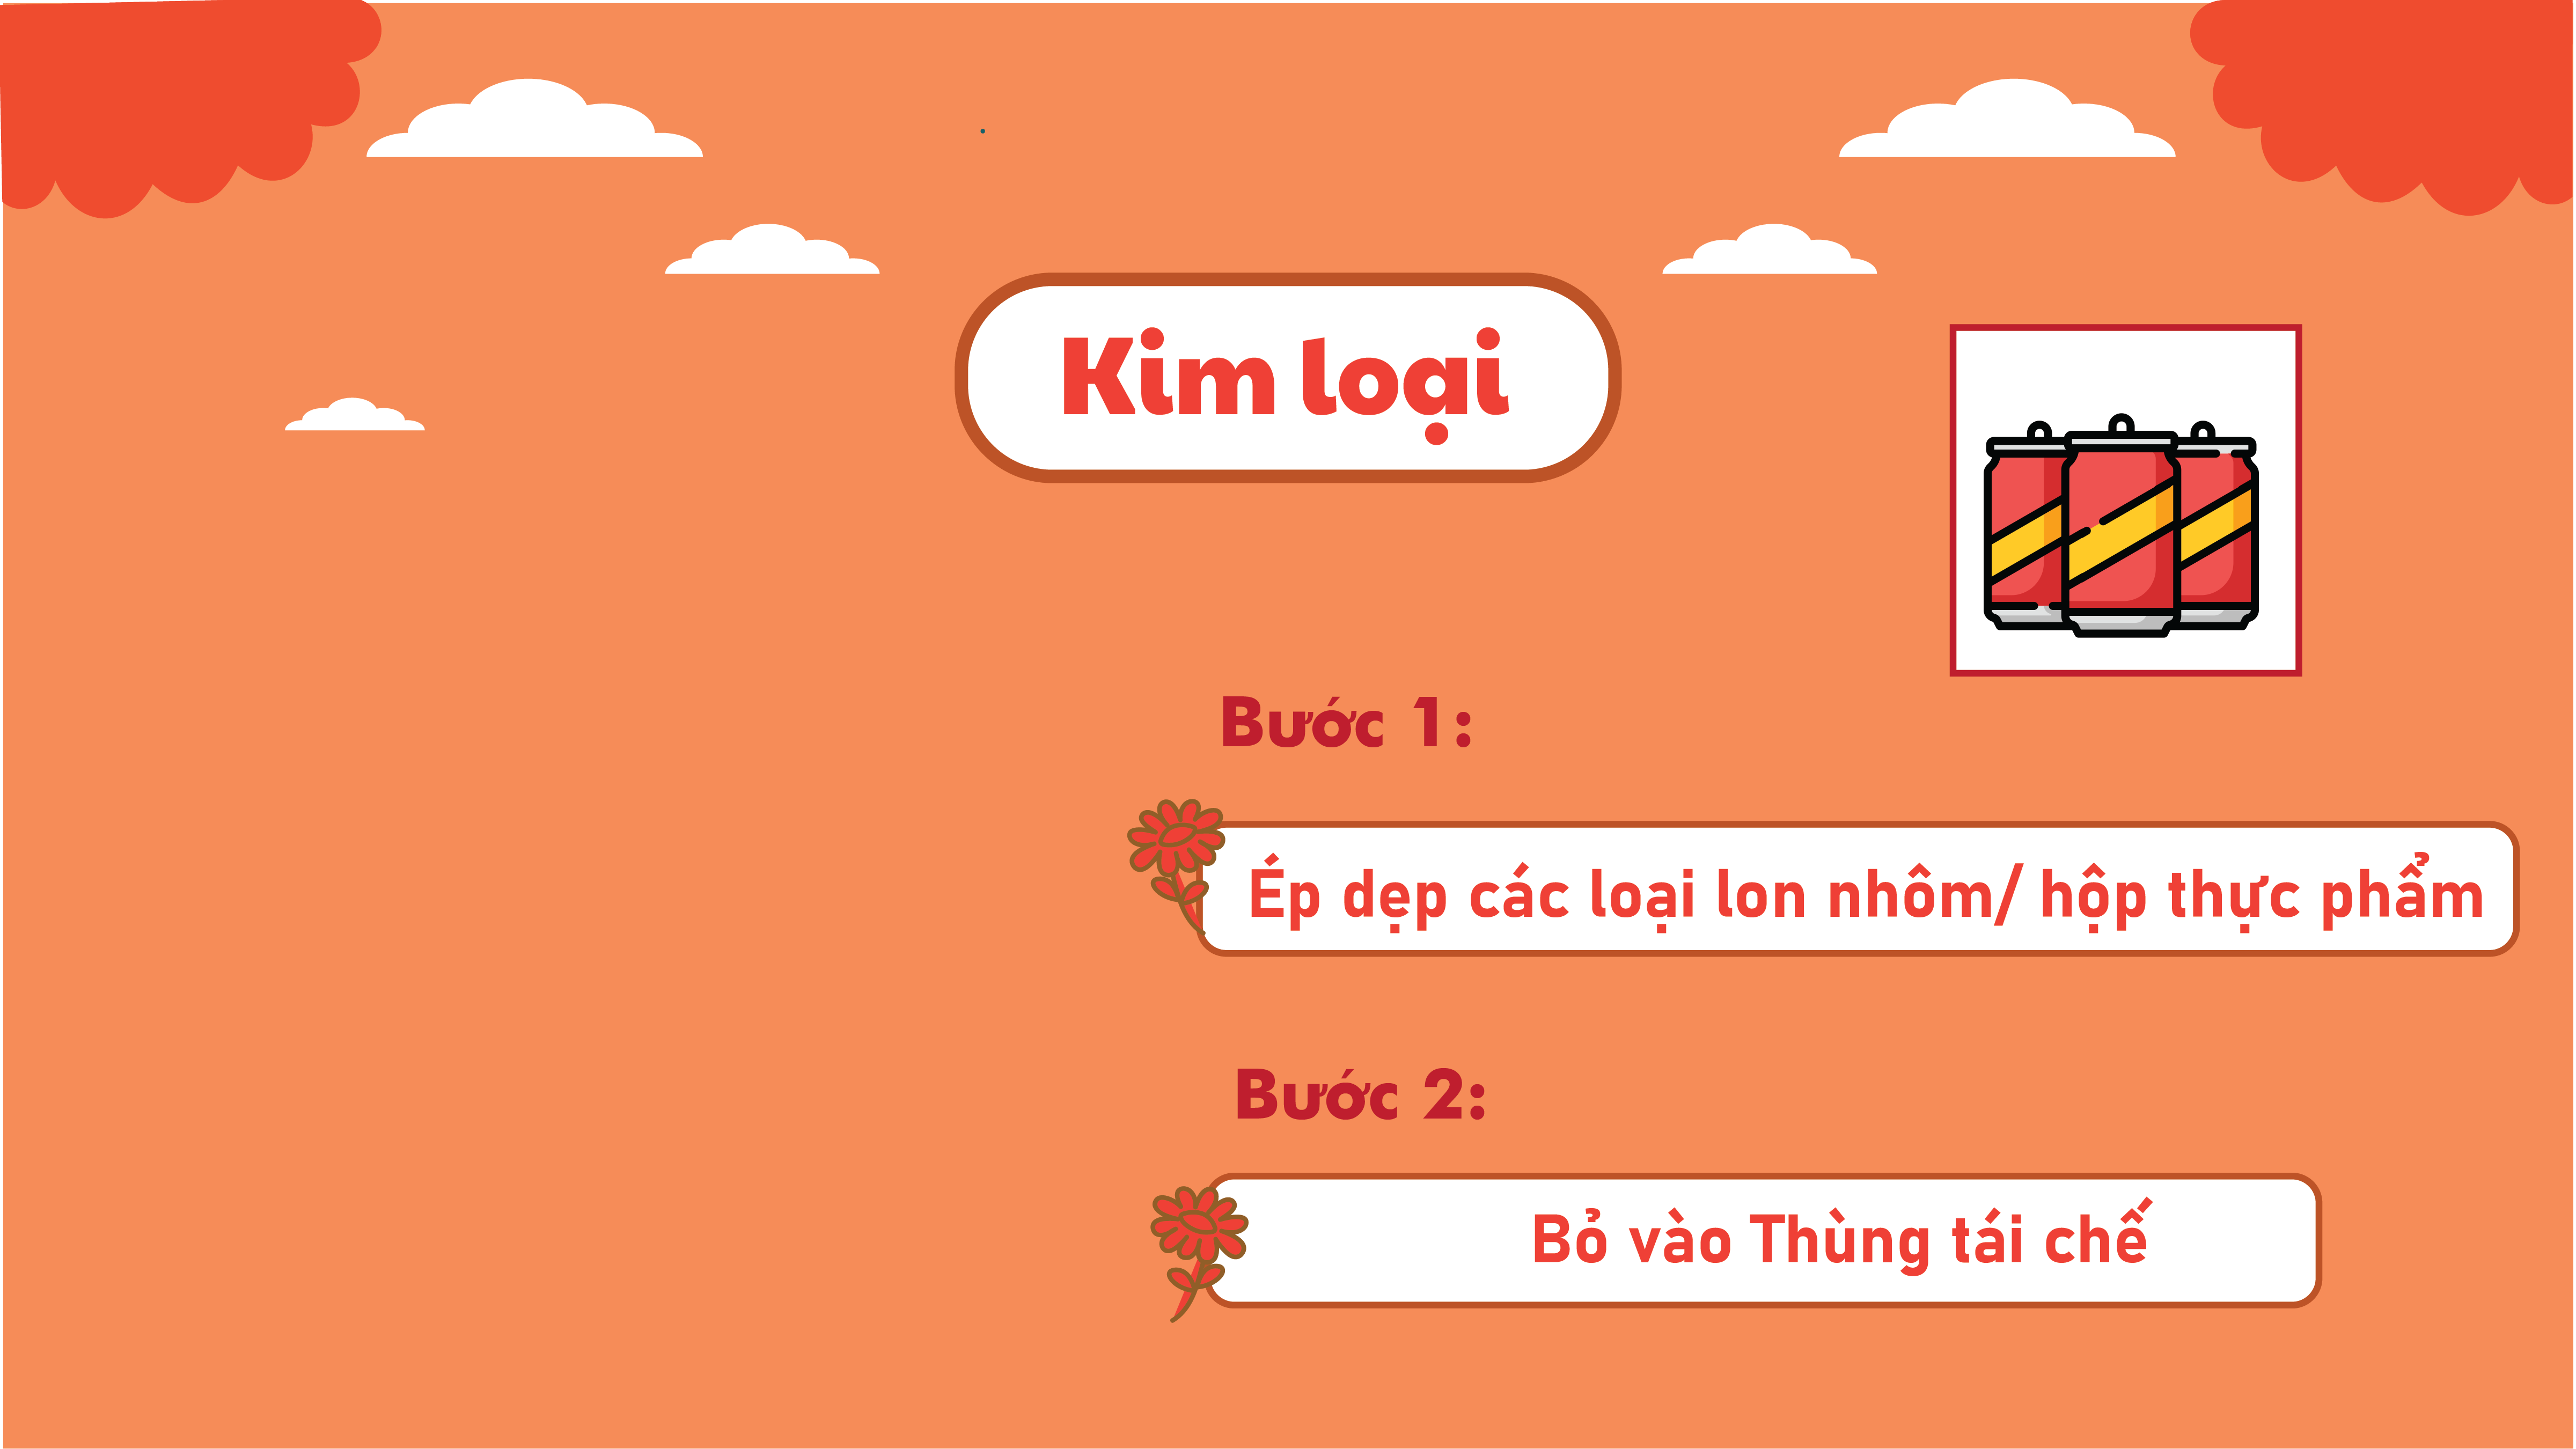 Kim loại
Bước 1:
Ép dẹp các loại lon nhôm/ hộp thực phẩm
Bước 2:
Bỏ vào Thùng tái chế